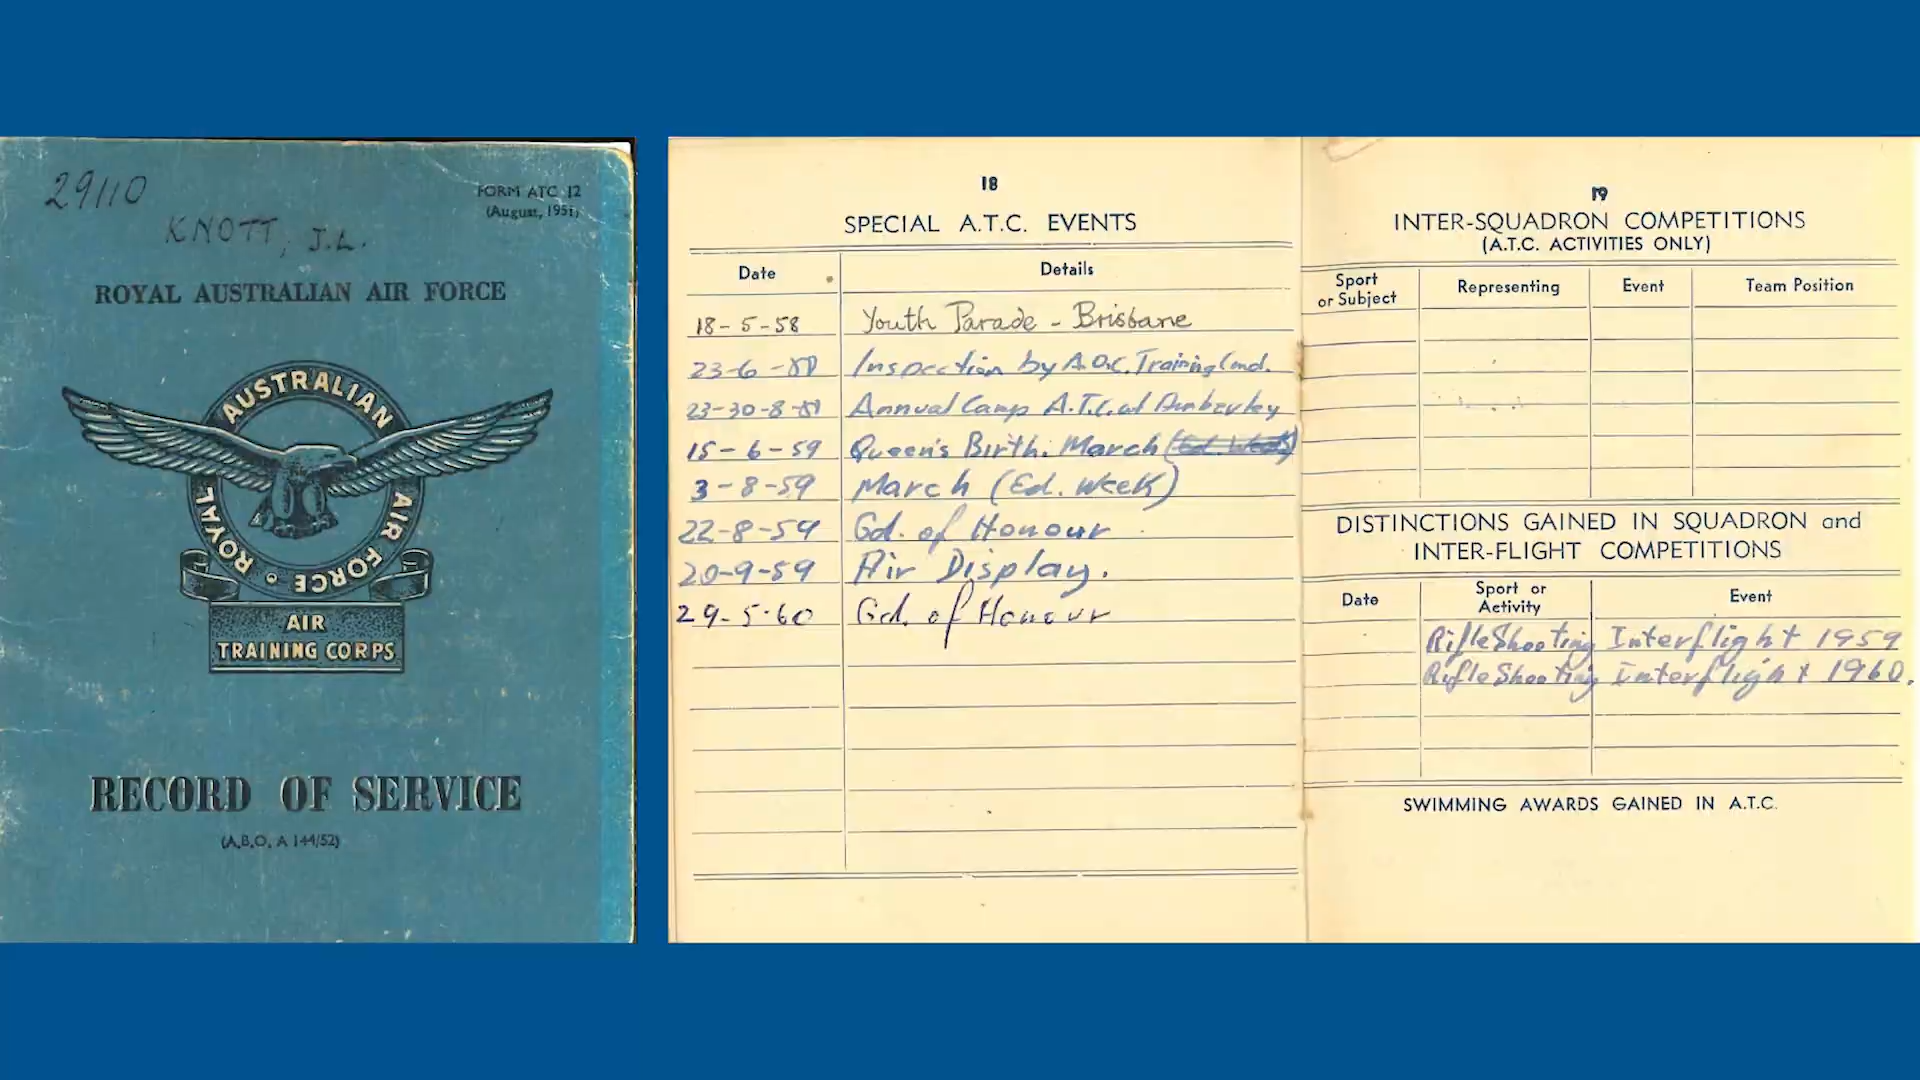 29110
FORM ATC 12
(August, 1951)
KNOTT, J.L.
ROYAL AUSTRALIAN AIR FORCE
ROYAL AUSTRALIAN AIR FORCE
AIR
TRAINING CORPS
RECORD OF SERVICE
(A.B.O. A 144/52)
18
SPECIAL A.T.C. EVENTS
Date Details
18-5-58 Youth Parade - Brisbane
23-6-58 Inspection by A.O.C. Training Cmd.
23-30-8-58 Annual Camp A.T.C. at Amberley
15-6-59 Queen's Birth. March (Ed. Week)
3-8-59 March (Ed. Week)
22-8-59 Gd. of Honour
20-9-59 Air Display.
29.5.60 Gd. of Honour
19
INTER-SQUADRON COMPETITIONS
(A.T.C. ACTIVITIES ONLY)
Sport or Subject Representing Event Team Position
DISTINCTIONS GAINED IN SQUADRON and
INTER-FLIGHT COMPETITIONS
Date Sport or Activity Event
Rifle Shooting Interflight 1959
Rifle Shooting Interflight 1960.
SWIMMING AWARDS GAINED IN A.T.C.